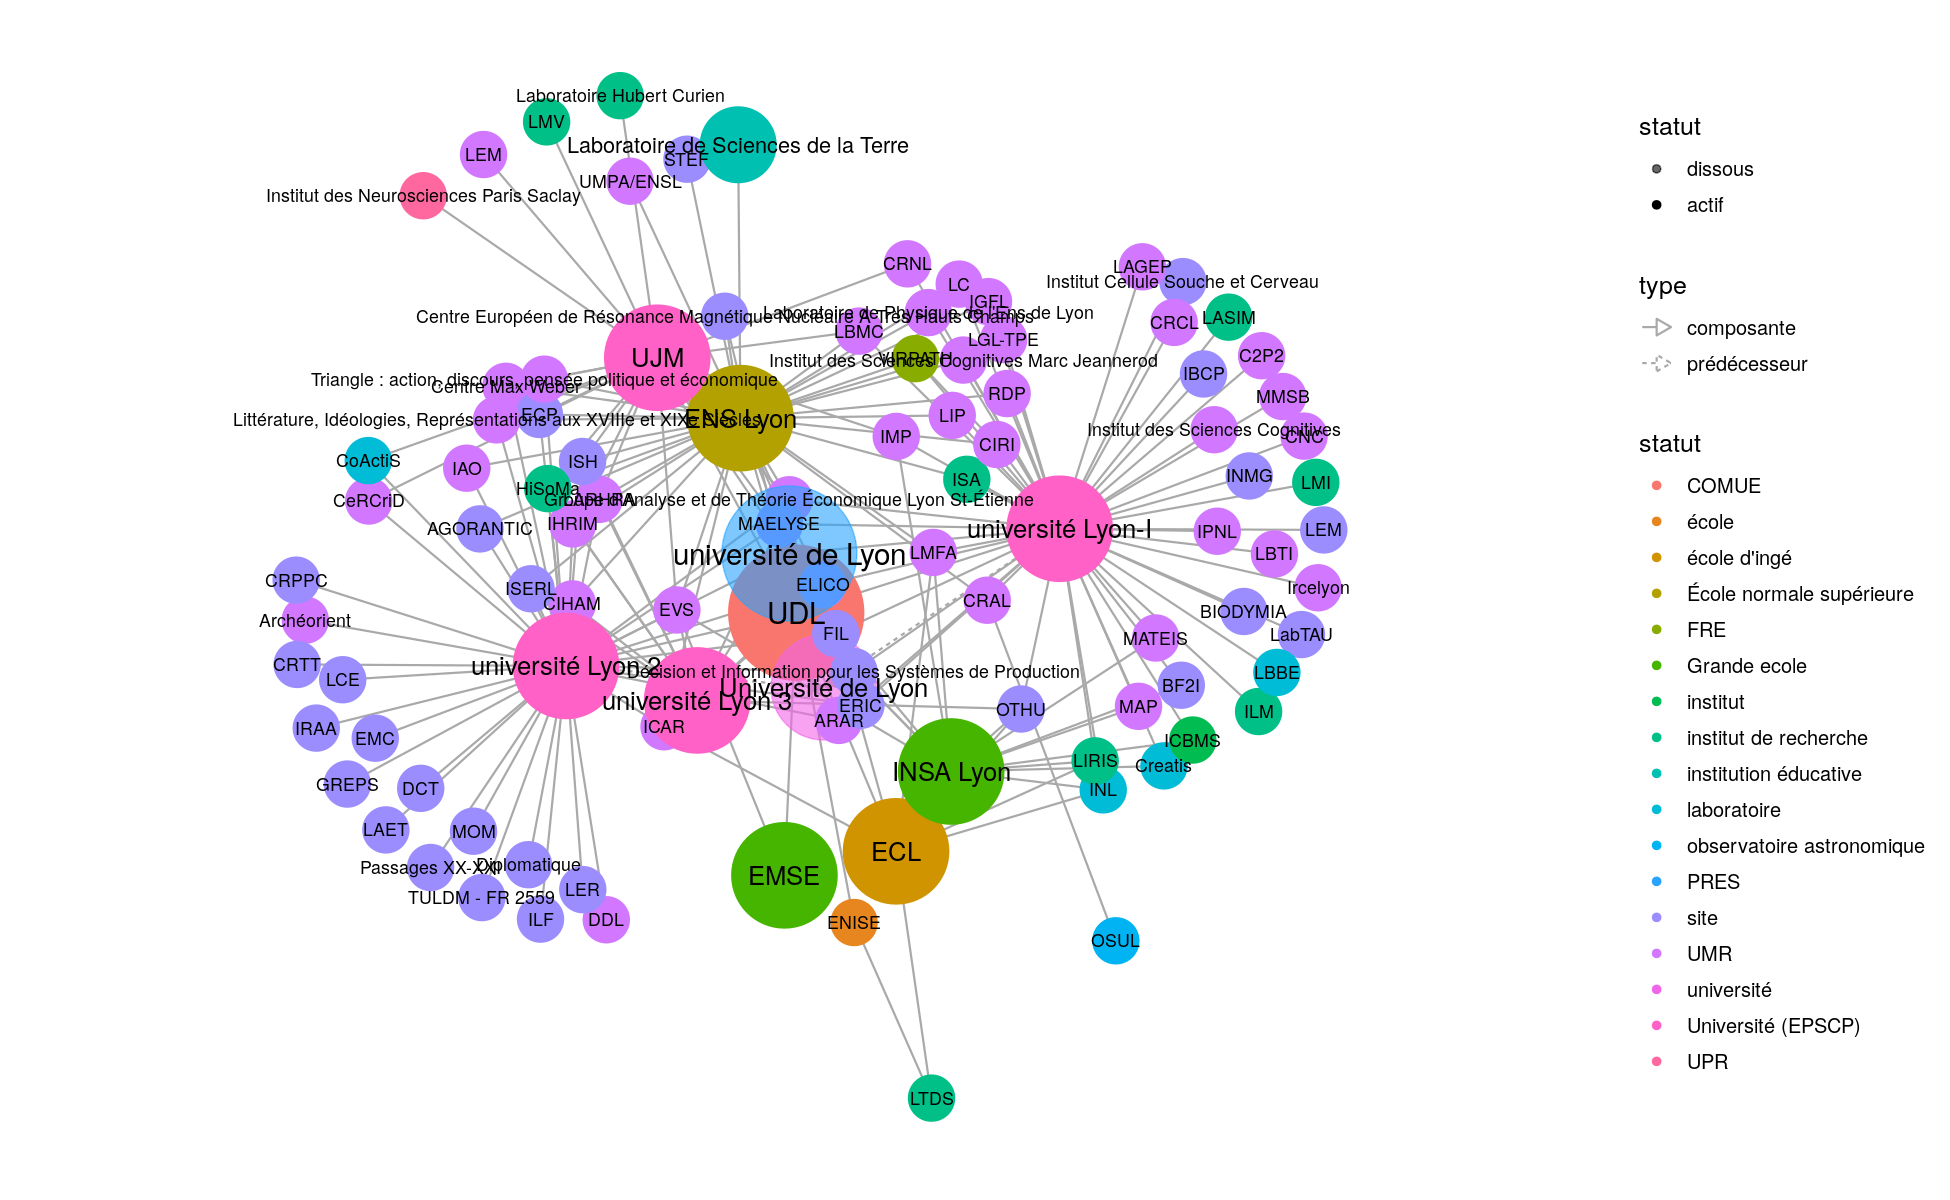 Laboratoire Hubert Curien
LMV
Laboratoire de Sciences de la Terre
LEM
STEF
UMPA/ENSL
Institut des Neurosciences Paris Saclay
CRNL
LC
IGFL
LAGEP
Institut Cellule Souche et Cerveau
Centre Européen de Résonance Magnétique Nucléaire A Très Hauts Champs
Laboratoire de Physique de l'Ens de Lyon
LBMC
CRCL
LASIM
LGL-TPE
UJM
VIRPATH
Institut des Sciences Cognitives Marc Jeannerod
C2P2
IBCP
Triangle : action, discours, pensée politique et économique
Centre Max Weber
RDP
MMSB
ECP
Littérature, Idéologies, Représentations aux XVIIIe et XIXe Siècles
ENS Lyon
LIP
IMP
CIRI
Institut des Sciences Cognitives
CNC
CoActiS
IAO
ISH
ISA
INMG
LMI
HiSoMa
CeRCriD
LARHRA
Groupe d'Analyse et de Théorie Économique Lyon St-Étienne
AGORANTIC
IHRIM
MAELYSE
université Lyon-I
IPNL
LEM
université de Lyon
LMFA
LBTI
CRPPC
ISERL
CIHAM
ELICO
Ircelyon
EVS
UDL
CRAL
BIODYMIA
Archéorient
FIL
MATEIS
LabTAU
CRTT
université Lyon 2
LCE
Décision et Information pour les Systèmes de Production
LBBE
BF2I
Université de Lyon
université Lyon 3
ERIC
OTHU
MAP
ILM
IRAA
EMC
ICAR
ARAR
ICBMS
INSA Lyon
LIRIS
Creatis
GREPS
DCT
INL
LAET
MOM
ECL
Passages XX-XXI
Diplomatique
EMSE
TULDM - FR 2559
LER
ILF
DDL
ENISE
OSUL
LTDS
statut
dissous
actif
type
composante
prédécesseur
statut
COMUE
école
école d'ingé
École normale supérieure
FRE
Grande ecole
institut
institut de recherche
institution éducative
laboratoire
observatoire astronomique
PRES
site
UMR
université
Université (EPSCP)
UPR